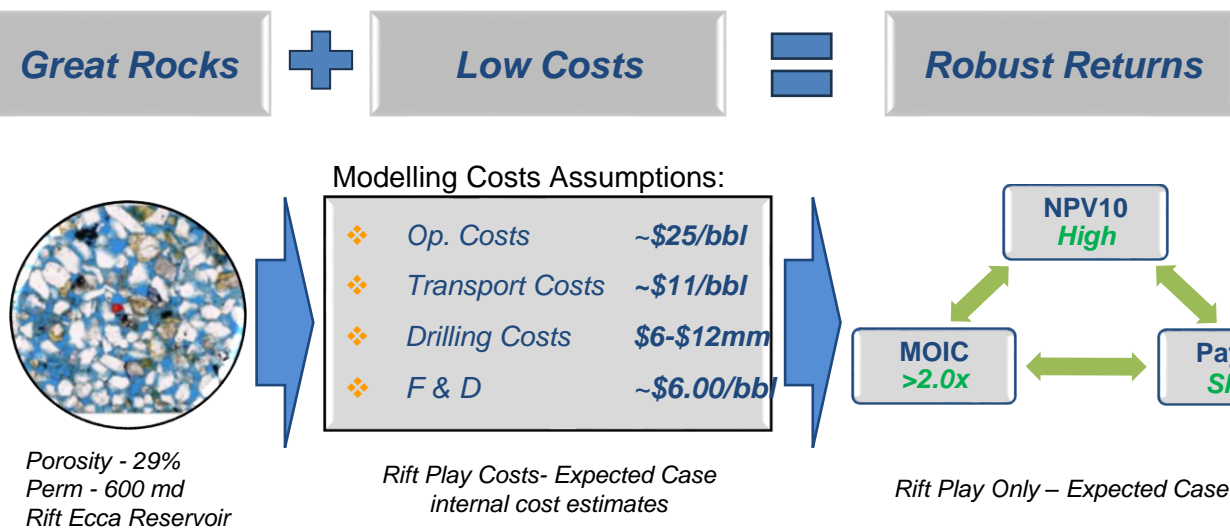 Great Rocks
Low Costs
Robust Returns
Modelling Costs Assumptions:
Op. Costs ~$25/bbl
Transport Costs ~$11/bbl
Drilling Costs $6-$12mm
F & D ~$6.00/bbl
Porosity - 29%
Perm - 600 md
Rift Ecca Reservoir
Rift Play Costs- Expected Case
internal cost estimates
NPV10
High
MOIC
>2.0x
Rift Play Only – Expected Case